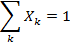 ∑ₖ Xₖ = 1